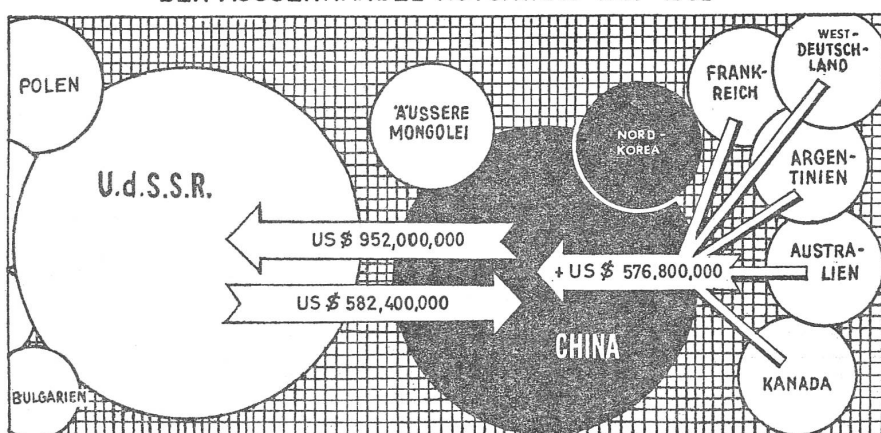 POLEN
U.d.S.S.R.
BULGARIEN
ÄUSSERE
MONGOLEI
NORD-
KOREA
US $ 952,000,000
US $ 582,400,000
+ US $ 576,800,000
CHINA
FRANK-
REICH
WEST-
DEUTSCH-
LAND
ARGEN-
TINIEN
AUSTRA-
LIEN
KANADA